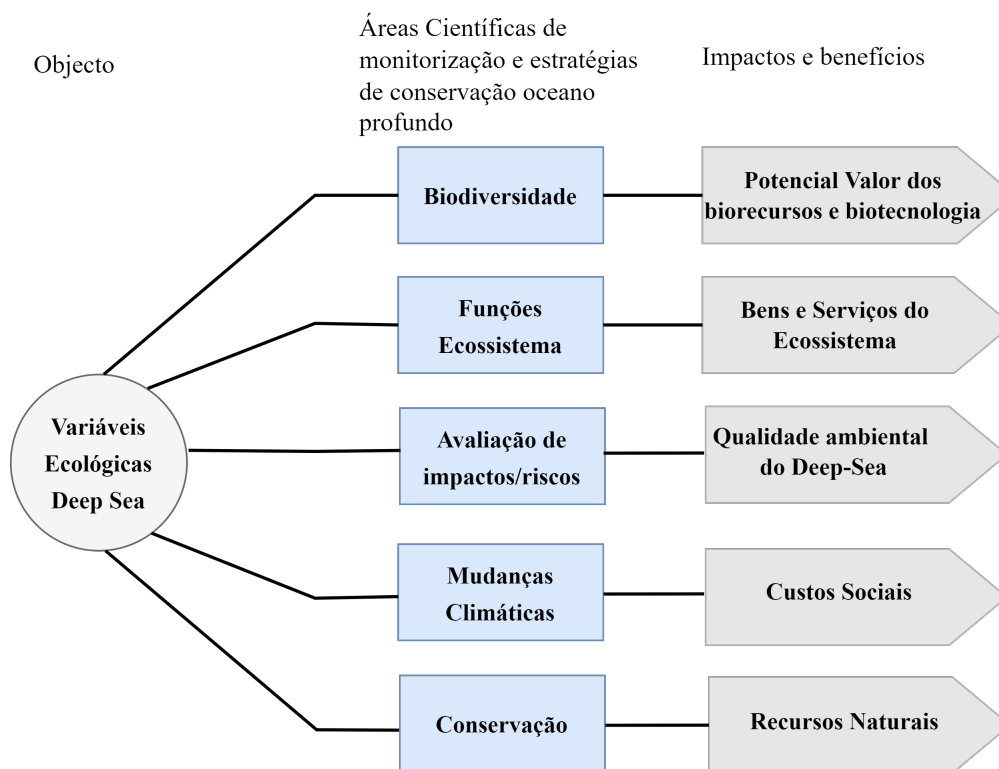 Objecto
Áreas Científicas de
monitorização e estratégias
de conservação oceano
profundo
Impactos e benefícios
Variáveis
Ecológicas
Deep Sea
Biodiversidade
Potencial Valor dos
biorecursos e biotecnologia
Funções
Ecossistema
Bens e Serviços do
Ecossistema
Avaliação de
impactos/riscos
Qualidade ambiental
do Deep-Sea
Mudanças
Climáticas
Custos Sociais
Conservação
Recursos Naturais